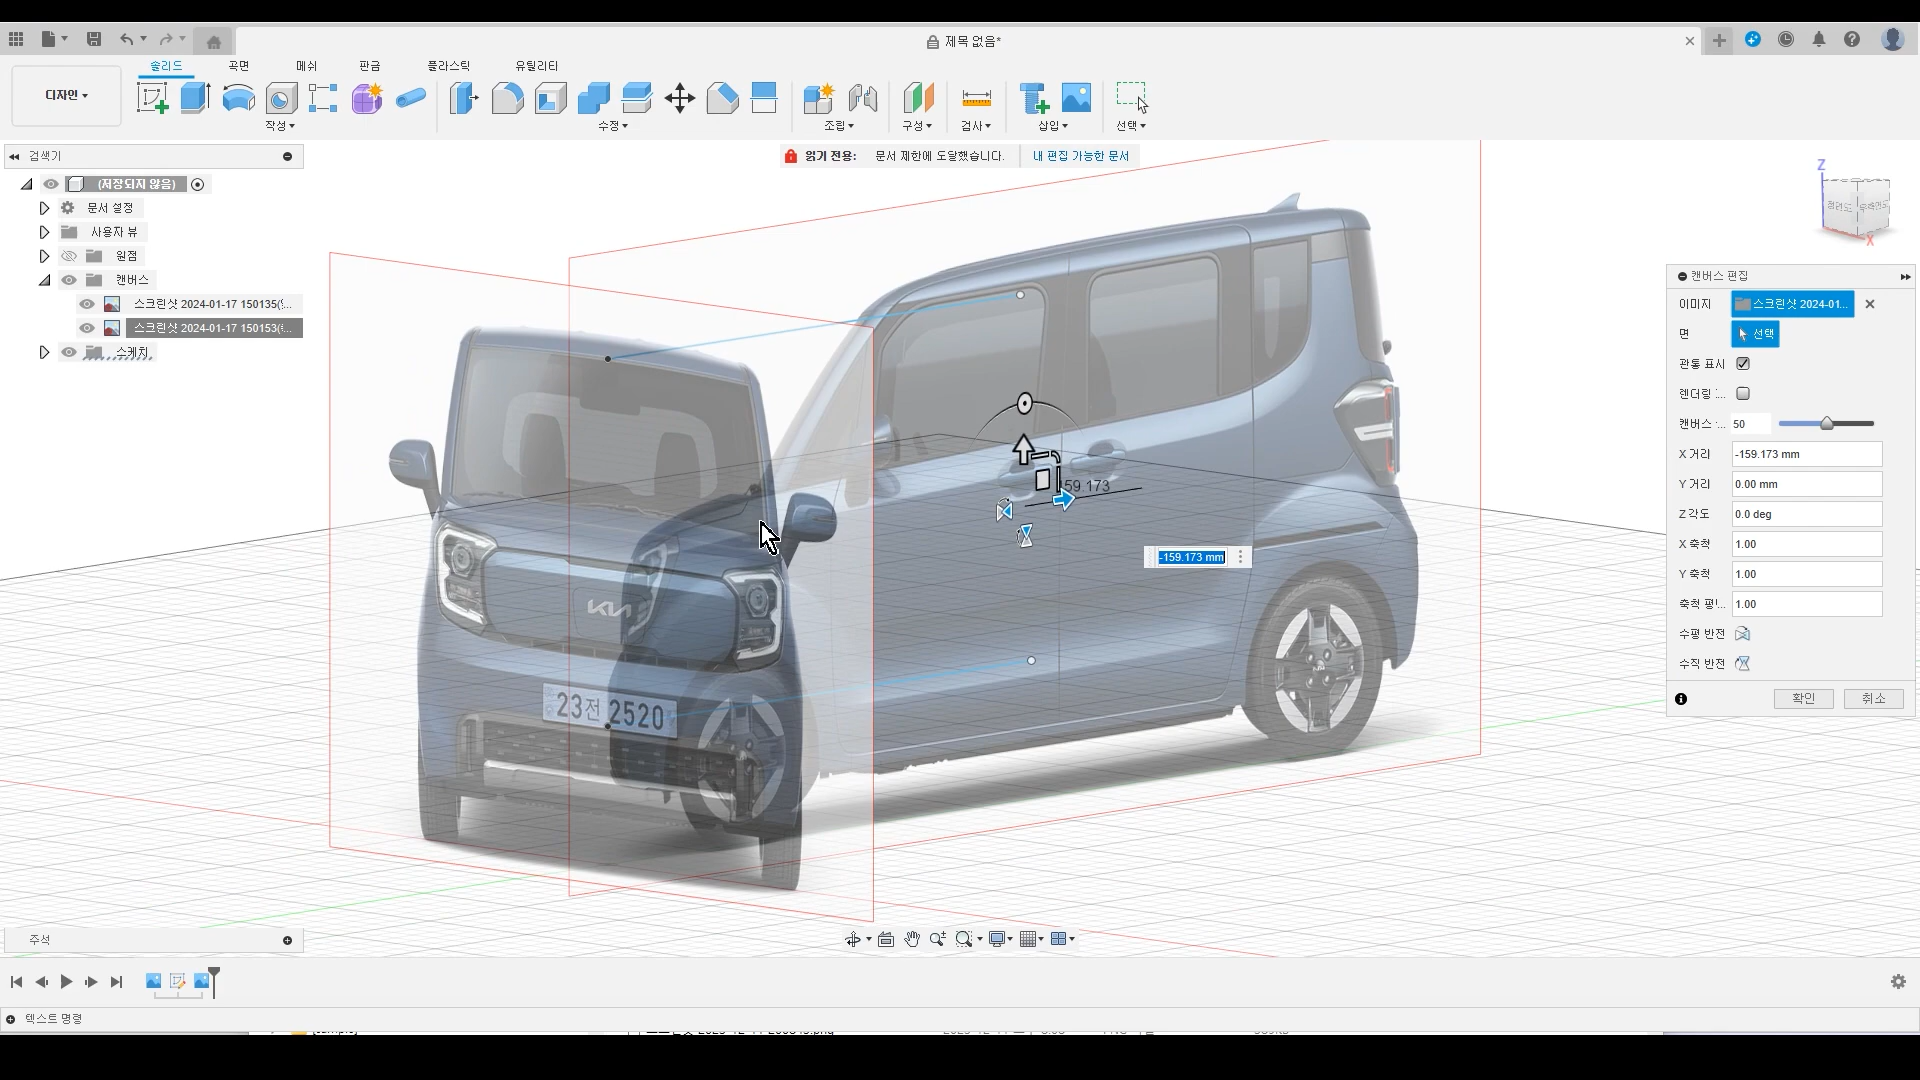 제목 없음*
솔리드 곡면 메쉬 판금 플라스틱 유틸리티
디자인
작성 수정 조립 구성 검사 삽입 선택
검색기
읽기 전용: 문서 제한에 도달했습니다. 내 편집 가능한 문서
(저장되지 않음)
문서 설정
사용자 뷰
원점
캔버스
스크린샷 2024-01-17 150135(
스크린샷 2024-01-17 150153(
스케치
Z
X
캔버스 편집
이미지 스크린샷 2024-01...
면 선택
관통 표시
렌더링 ...
캔버스 ... 50
X 거리 -159.173 mm
Y 거리 0.00 mm
Z 각도 0.0 deg
X 축척 1.00
Y 축척 1.00
축척 평... 1.00
수평 반전
수직 반전
확인 취소
59.173
-159.173 mm
KIA
23전 2520
주석
텍스트 명령